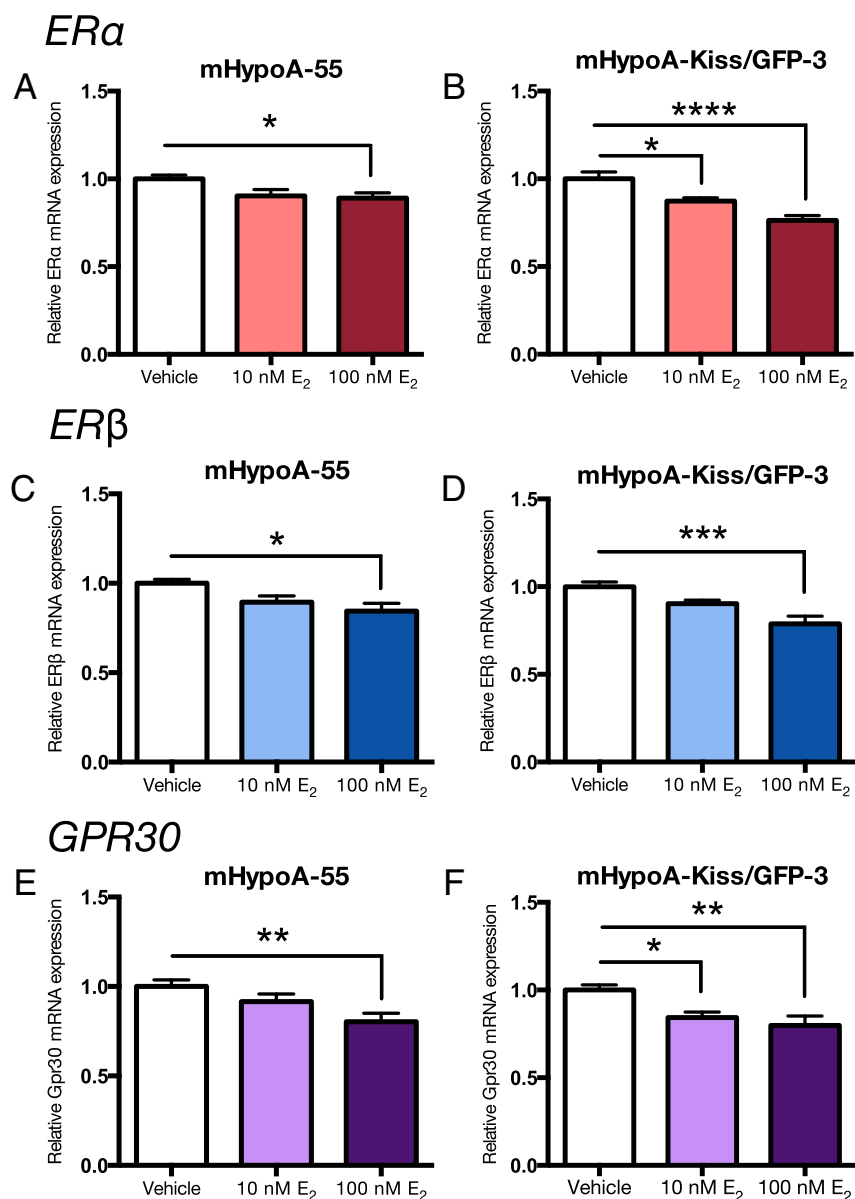 ERα
mHypoA-55
mHypoA-Kiss/GFP-3
A
B
Relative ERα mRNA expression
1.5
1.0
0.5
0.0
*
Vehicle
10 nM E₂
100 nM E₂
Relative ERα mRNA expression
1.5
1.0
0.5
0.0
****
*
Vehicle
10 nM E₂
100 nM E₂
ERβ
mHypoA-55
mHypoA-Kiss/GFP-3
C
D
Relative ERβ mRNA expression
1.5
1.0
0.5
0.0
*
Vehicle
10 nM E₂
100 nM E₂
Relative ERβ mRNA expression
1.5
1.0
0.5
0.0
***
Vehicle
10 nM E₂
100 nM E₂
GPR30
mHypoA-55
mHypoA-Kiss/GFP-3
E
F
Relative Gpr30 mRNA expression
1.5
1.0
0.5
0.0
**
Vehicle
10 nM E₂
100 nM E₂
Relative Gpr30 mRNA expression
1.5
1.0
0.5
0.0
**
*
Vehicle
10 nM E₂
100 nM E₂